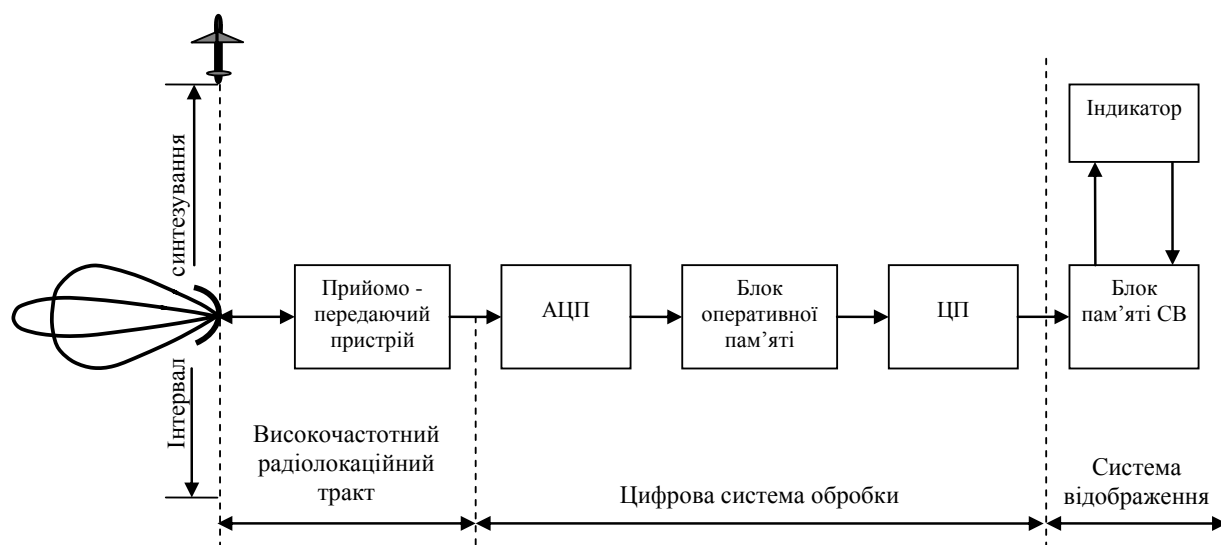 Індикатор
синтезування
Інтервал
Прийомо -
передаючий
пристрій
АЦП
Блок
оперативної
пам’яті
ЦП
Блок
пам’яті СВ
Високочастотний
радіолокаційний
тракт
Цифрова система обробки
Система
відображення